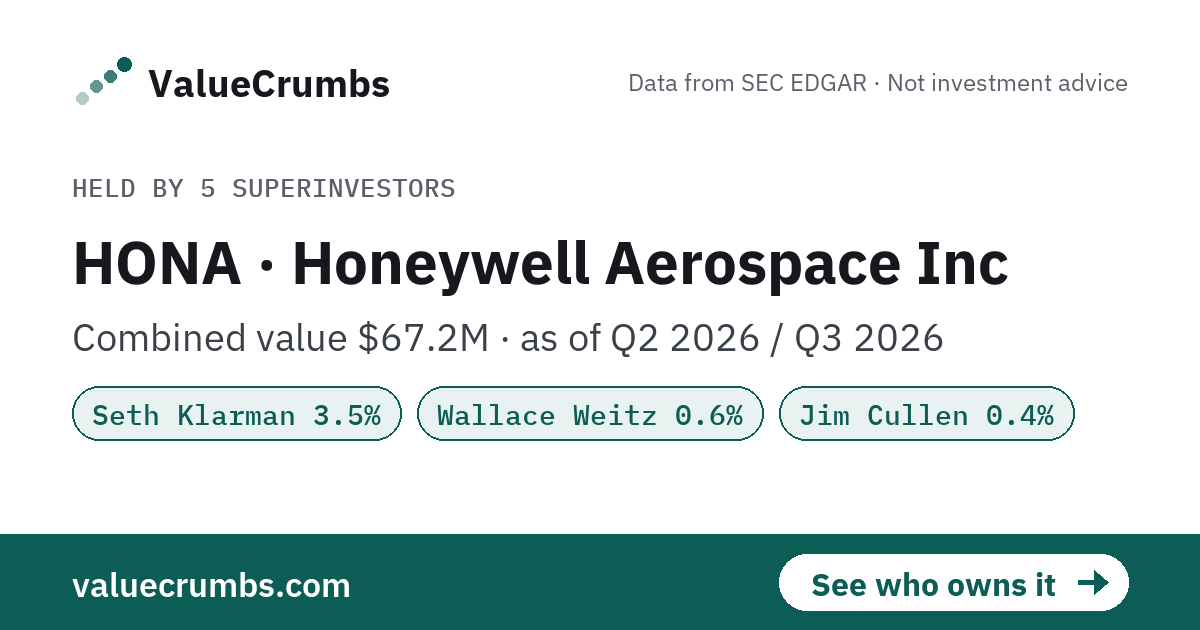 ValueCrumbs
Data from SEC EDGAR · Not investment advice
HELD BY 5 SUPERINVESTORS
HONA · Honeywell Aerospace Inc
Combined value $67.2M · as of Q2 2026 / Q3 2026
Seth Klarman 3.5%
Wallace Weitz 0.6%
Jim Cullen 0.4%
valuecrumbs.com
See who owns it →